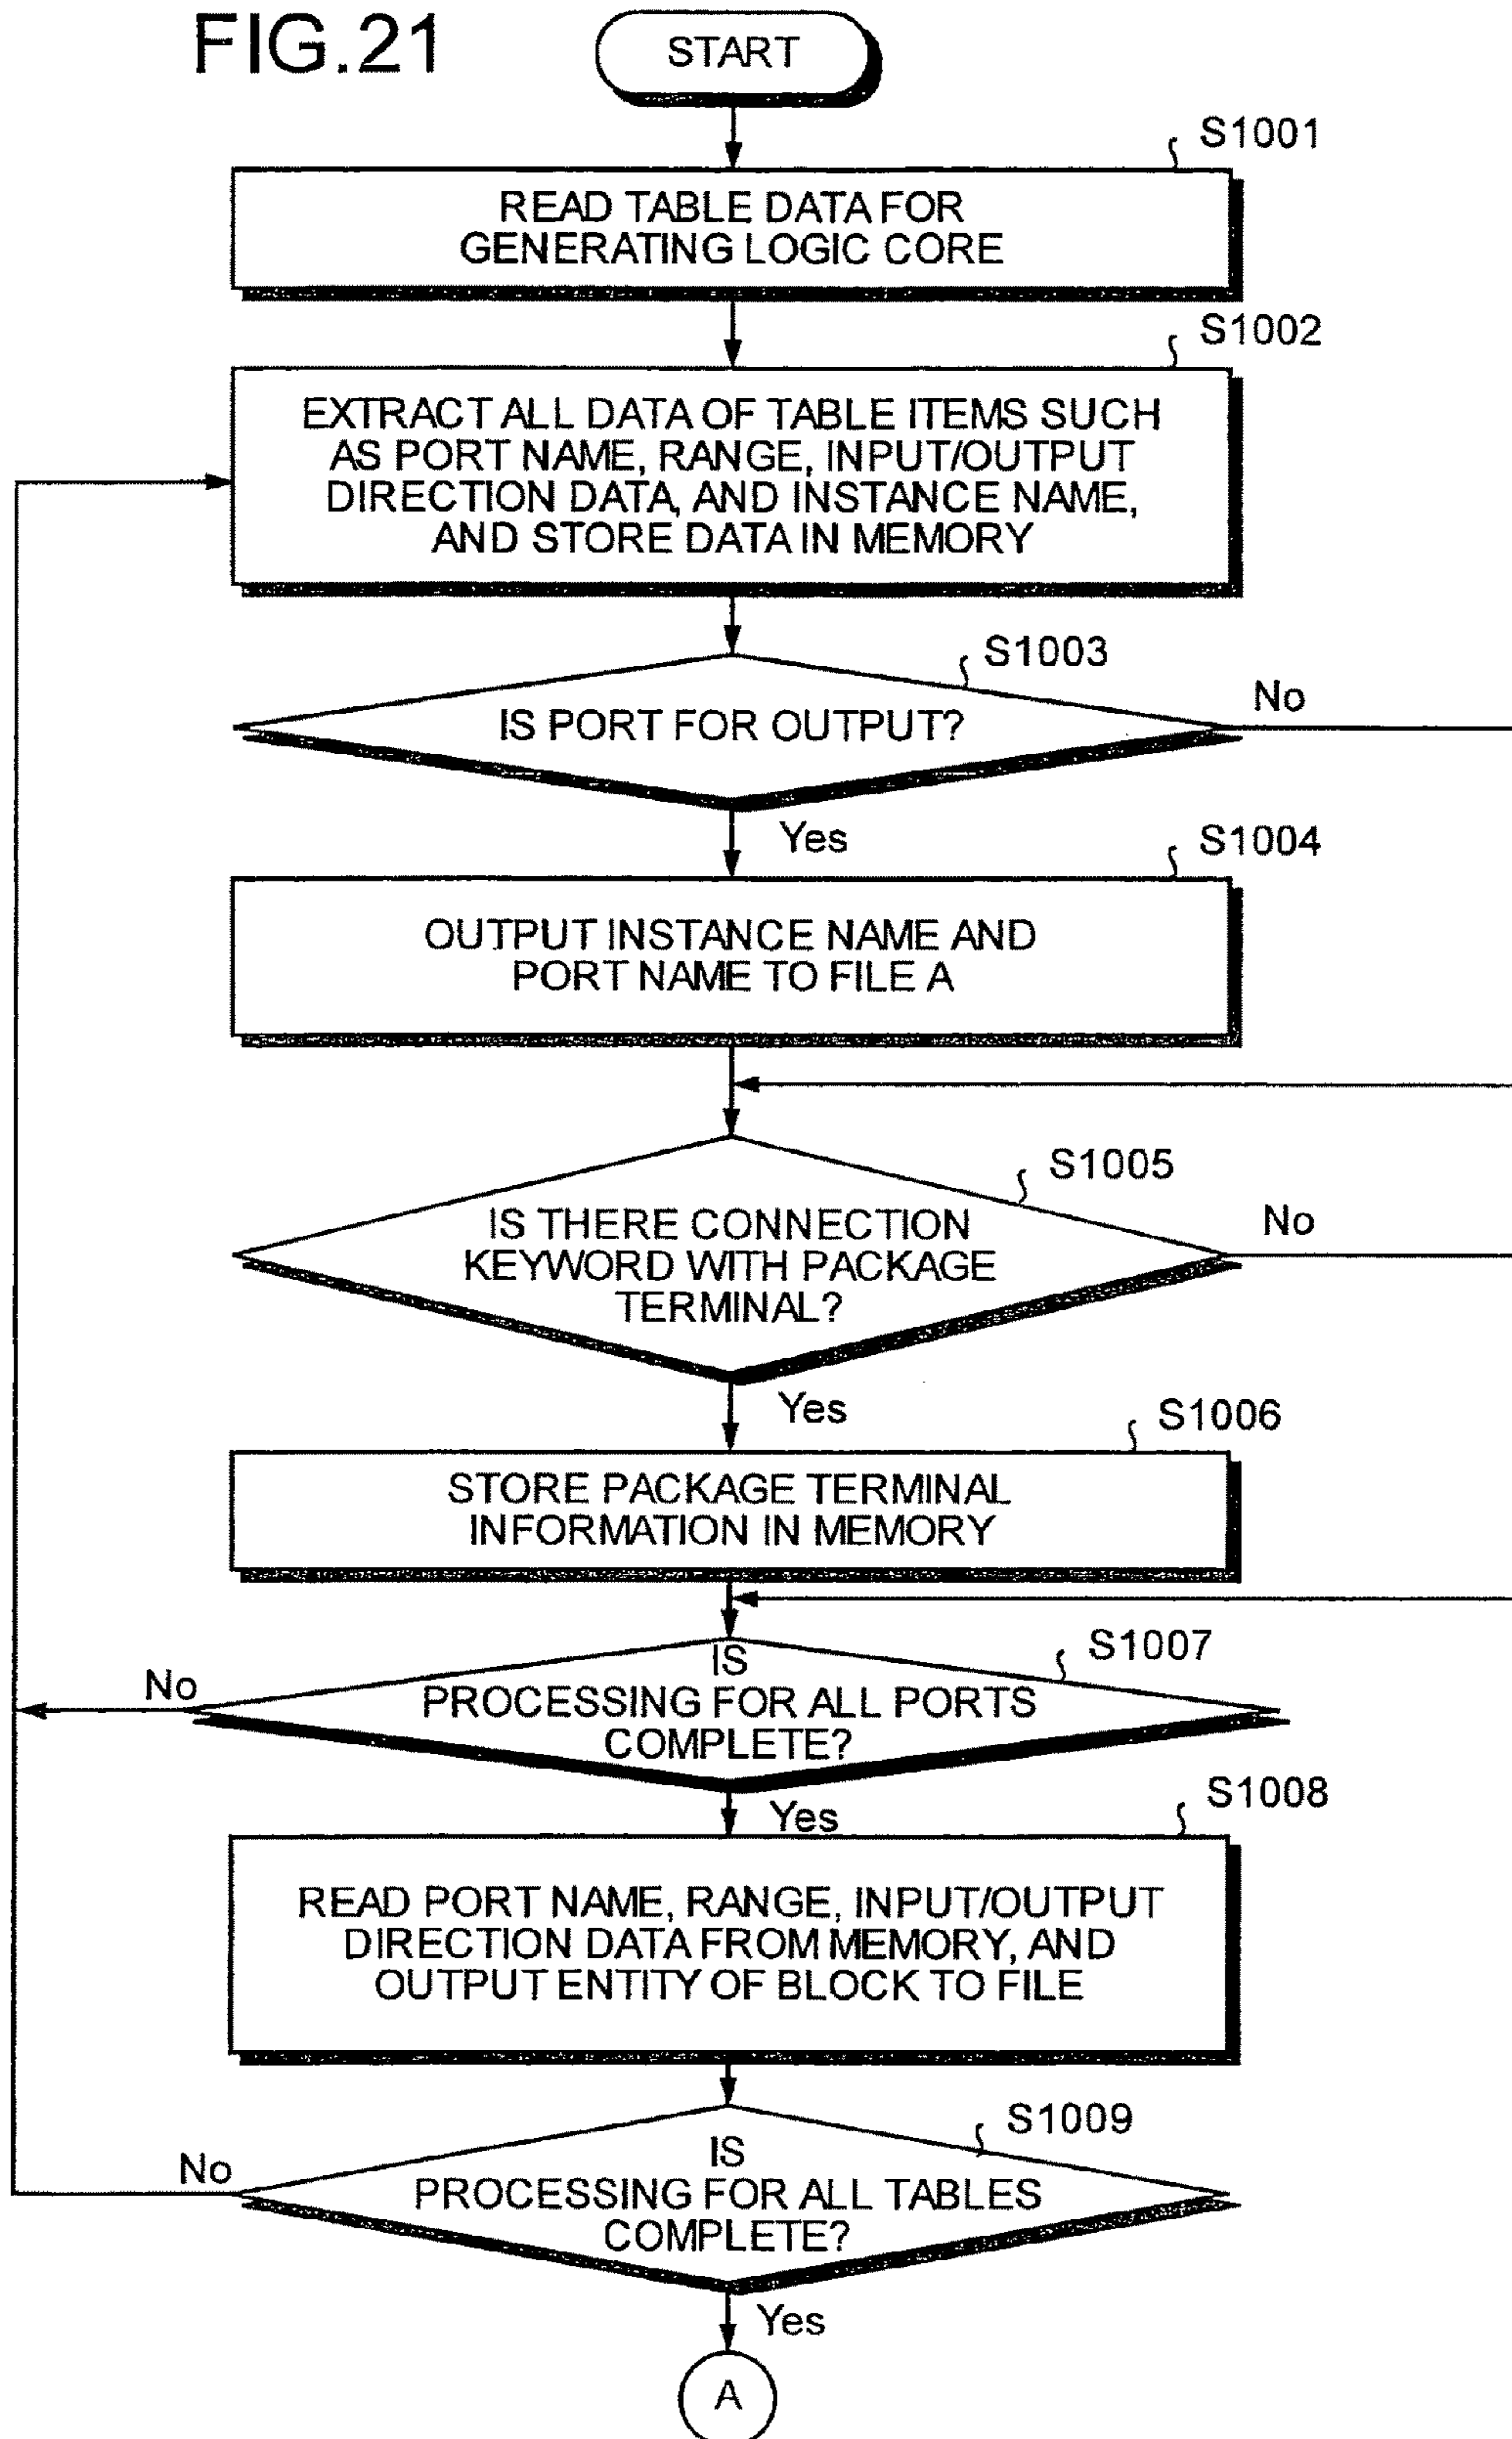 FIG.21
START
S1001
READ TABLE DATA FOR
GENERATING LOGIC CORE
S1002
EXTRACT ALL DATA OF TABLE ITEMS SUCH
AS PORT NAME, RANGE, INPUT/OUTPUT
DIRECTION DATA, AND INSTANCE NAME,
AND STORE DATA IN MEMORY
S1003
IS PORT FOR OUTPUT?
No
Yes
S1004
OUTPUT INSTANCE NAME AND
PORT NAME TO FILE A
S1005
IS THERE CONNECTION
KEYWORD WITH PACKAGE
TERMINAL?
No
Yes
S1006
STORE PACKAGE TERMINAL
INFORMATION IN MEMORY
S1007
IS
PROCESSING FOR ALL PORTS
COMPLETE?
No
Yes
S1008
READ PORT NAME, RANGE, INPUT/OUTPUT
DIRECTION DATA FROM MEMORY, AND
OUTPUT ENTITY OF BLOCK TO FILE
S1009
IS
PROCESSING FOR ALL TABLES
COMPLETE?
No
Yes
A